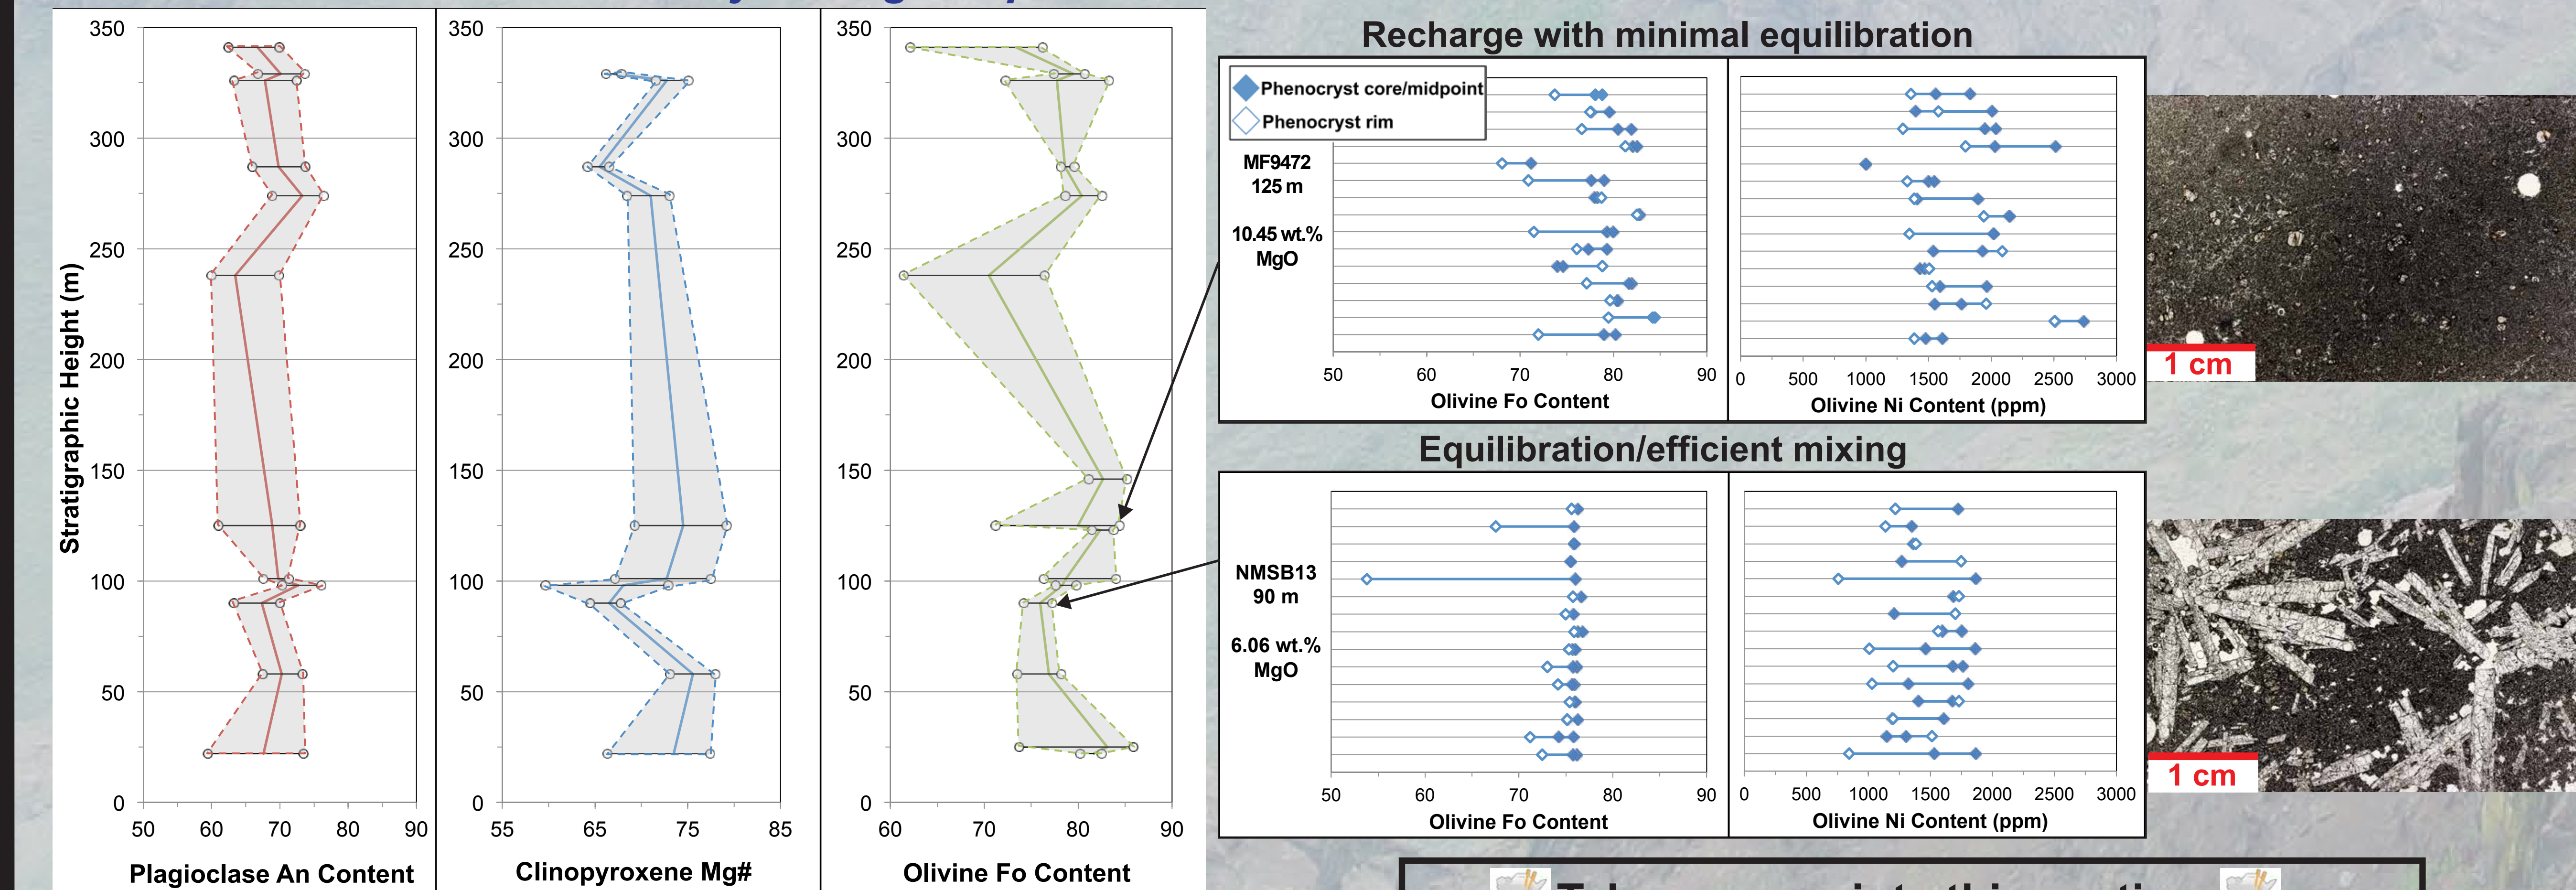 350
300
250
200
150
100
50
0
Stratigraphic Height (m)
50 60 70 80 90
Plagioclase An Content
350
300
250
200
150
100
50
0
55 65 75 85
Clinopyroxene Mg#
350
300
250
200
150
100
50
0
60 70 80 90
Olivine Fo Content
Recharge with minimal equilibration
Phenocryst core/midpoint
Phenocryst rim
MF9472
125 m
10.45 wt.%
MgO
50 60 70 80 90
Olivine Fo Content
0 500 1000 1500 2000 2500 3000
Olivine Ni Content (ppm)
1 cm
Equilibration/efficient mixing
NMSB13
90 m
6.06 wt.%
MgO
50 60 70 80 90
Olivine Fo Content
0 500 1000 1500 2000 2500 3000
Olivine Ni Content (ppm)
1 cm